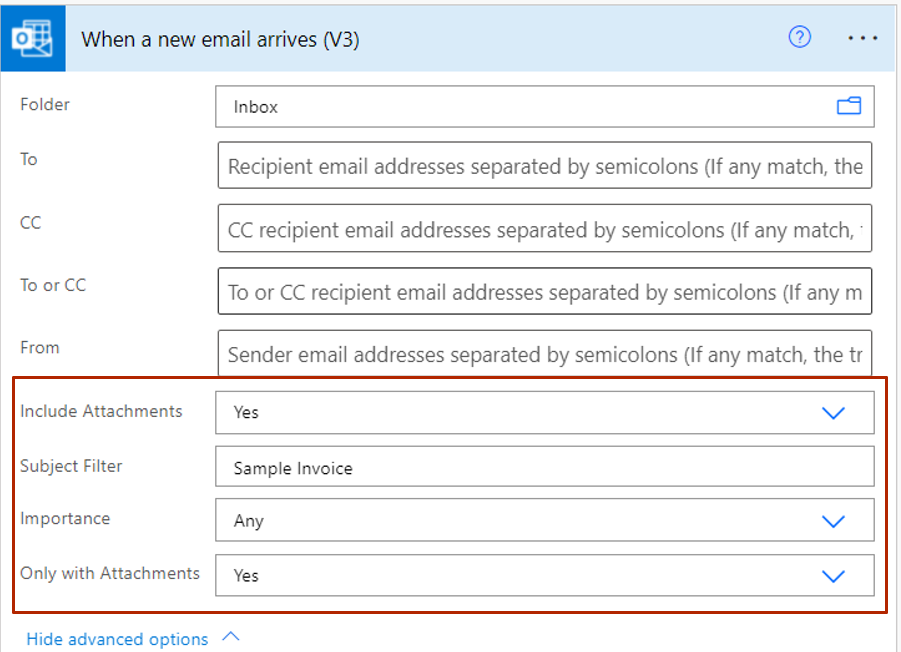 When a new email arrives (V3)
Folder
Inbox
To
Recipient email addresses separated by semicolons (If any match, the
CC
CC recipient email addresses separated by semicolons (If any match,
To or CC
To or CC recipient email addresses separated by semicolons (If any m
From
Sender email addresses separated by semicolons (If any match, the tr
Include Attachments
Yes
Subject Filter
Sample Invoice
Importance
Any
Only with Attachments
Yes
Hide advanced options